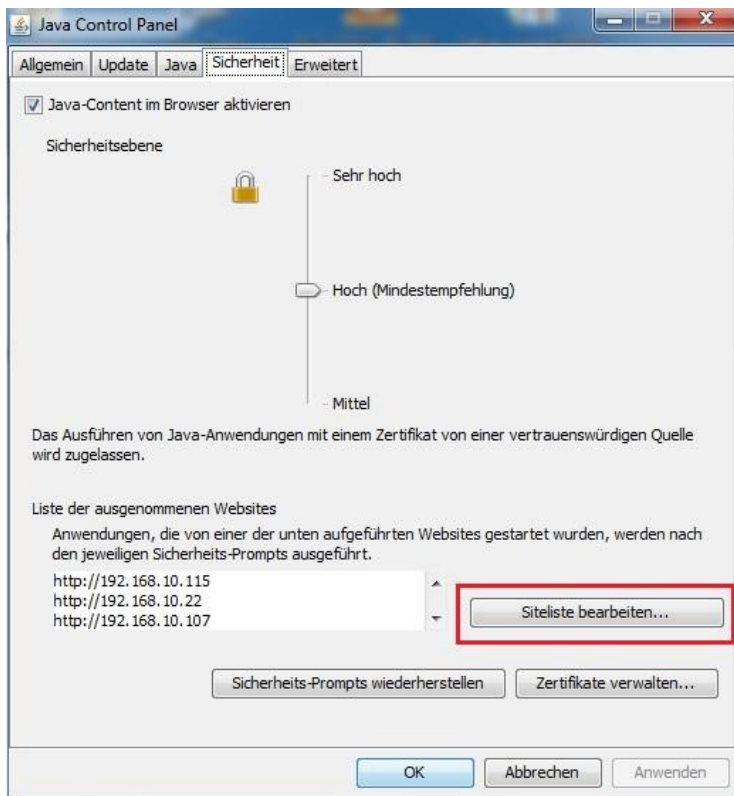 Java Control Panel
Allgemein Update Java Sicherheit Erweitert
Java-Content im Browser aktivieren
Sicherheitsebene
Sehr hoch
Hoch (Mindestempfehlung)
Mittel
Das Ausführen von Java-Anwendungen mit einem Zertifikat von einer vertrauenswürdigen Quelle
wird zugelassen.
Liste der ausgenommenen Websites
Anwendungen, die von einer der unten aufgeführten Websites gestartet wurden, werden nach
den jeweiligen Sicherheits-Prompts ausgeführt.
http://192.168.10.115
http://192.168.10.22
http://192.168.10.107
Siteliste bearbeiten...
Sicherheits-Prompts wiederherstellen Zertifikate verwalten...
OK Abbrechen Anwenden